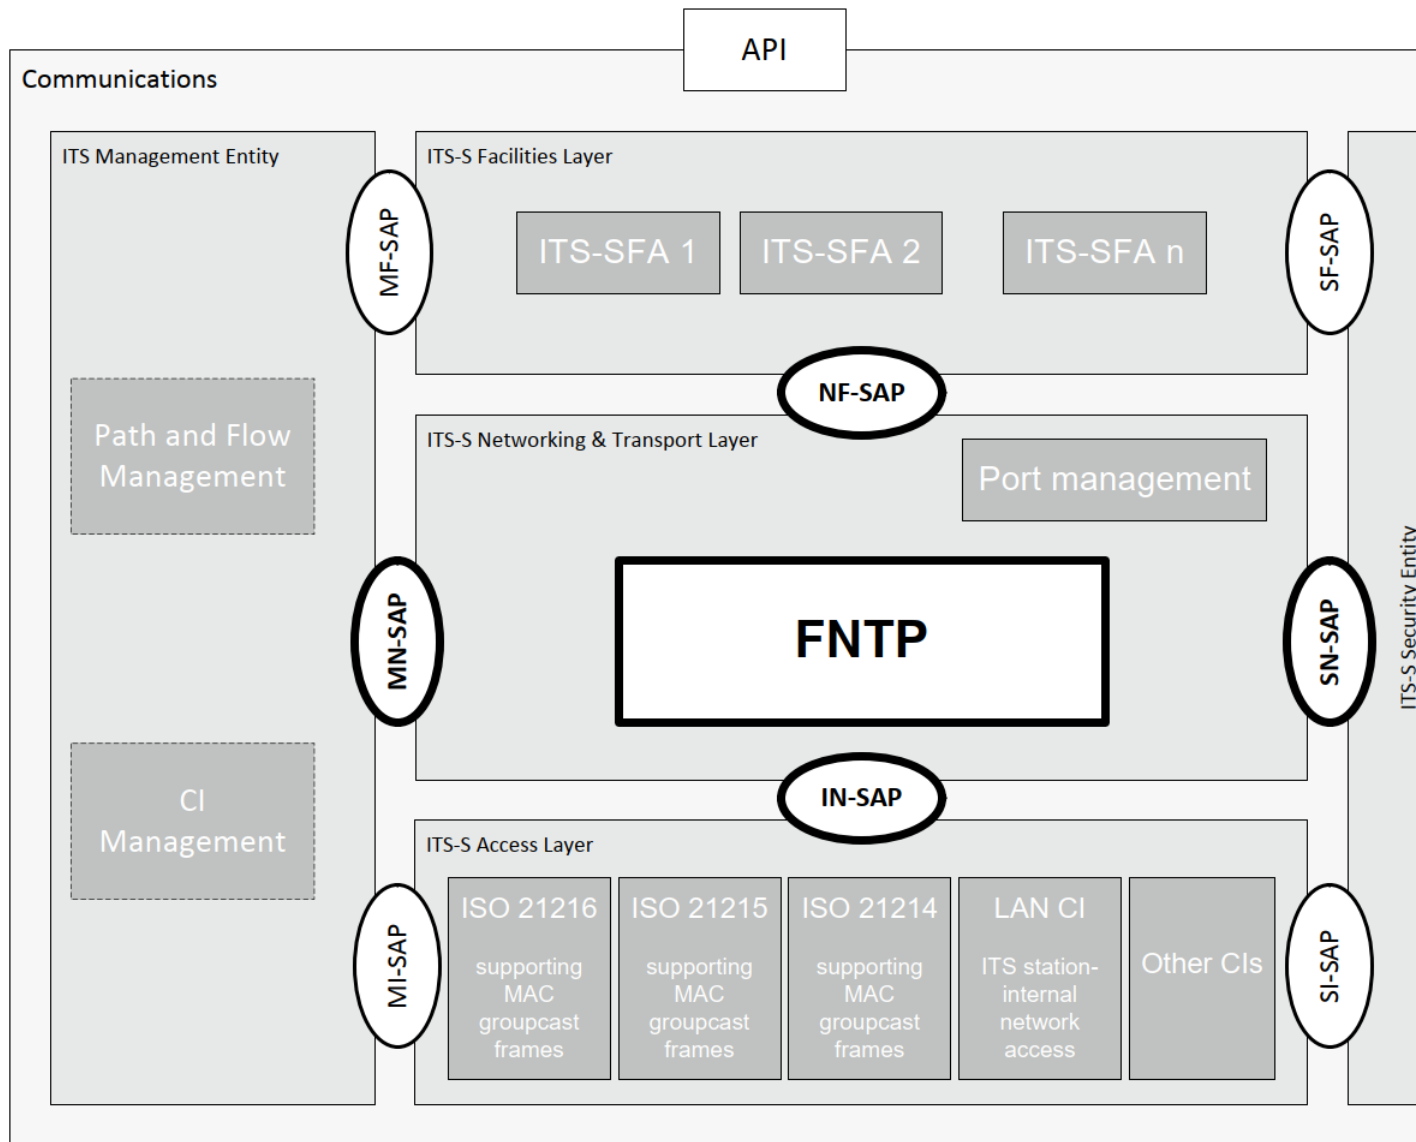 API
Communications
ITS Management Entity
ITS-S Facilities Layer
MF-SAP
ITS-SFA 1
ITS-SFA 2
ITS-SFA n
SF-SAP
NF-SAP
Path and Flow
Management
ITS-S Networking & Transport Layer
Port management
MN-SAP
FNTP
SN-SAP
ITS-S Security Entity
CI
Management
IN-SAP
ITS-S Access Layer
MI-SAP
ISO 21216
supporting
MAC
groupcast
frames
ISO 21215
supporting
MAC
groupcast
frames
ISO 21214
supporting
MAC
groupcast
frames
LAN CI
ITS station-
internal
network
access
Other CIs
SI-SAP